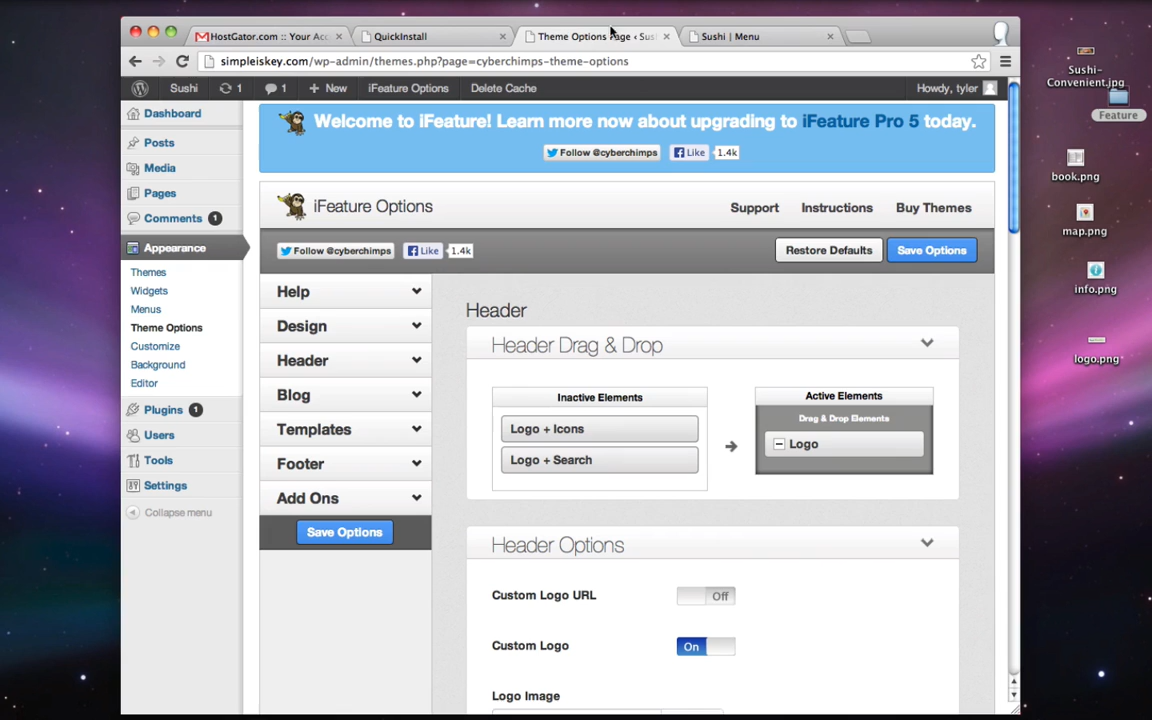 HostGator.com :: Your Acc
QuickInstall
Theme Options Page ‹ Sus
Sushi | Menu
simpleiskey.com/wp-admin/themes.php?page=cyberchimps-theme-options
Sushi
1
1
+ New
iFeature Options
Delete Cache
Howdy, tyler
Dashboard
Posts
Media
Pages
Comments 1
Appearance
Themes
Widgets
Menus
Theme Options
Customize
Background
Editor
Plugins 1
Users
Tools
Settings
Collapse menu
Welcome to iFeature! Learn more now about upgrading to iFeature Pro 5 today.
Follow @cyberchimps
Like
1.4k
iFeature Options
Support
Instructions
Buy Themes
Follow @cyberchimps
Like
1.4k
Restore Defaults
Save Options
Help
Design
Header
Blog
Templates
Footer
Add Ons
Save Options
Header
Header Drag & Drop
Inactive Elements
Logo + Icons
Logo + Search
Active Elements
Drag & Drop Elements
Logo
Header Options
Custom Logo URL
Off
Custom Logo
On
Logo Image
Sushi-
Convenient.jpg
Feature
book.png
map.png
info.png
logo.png